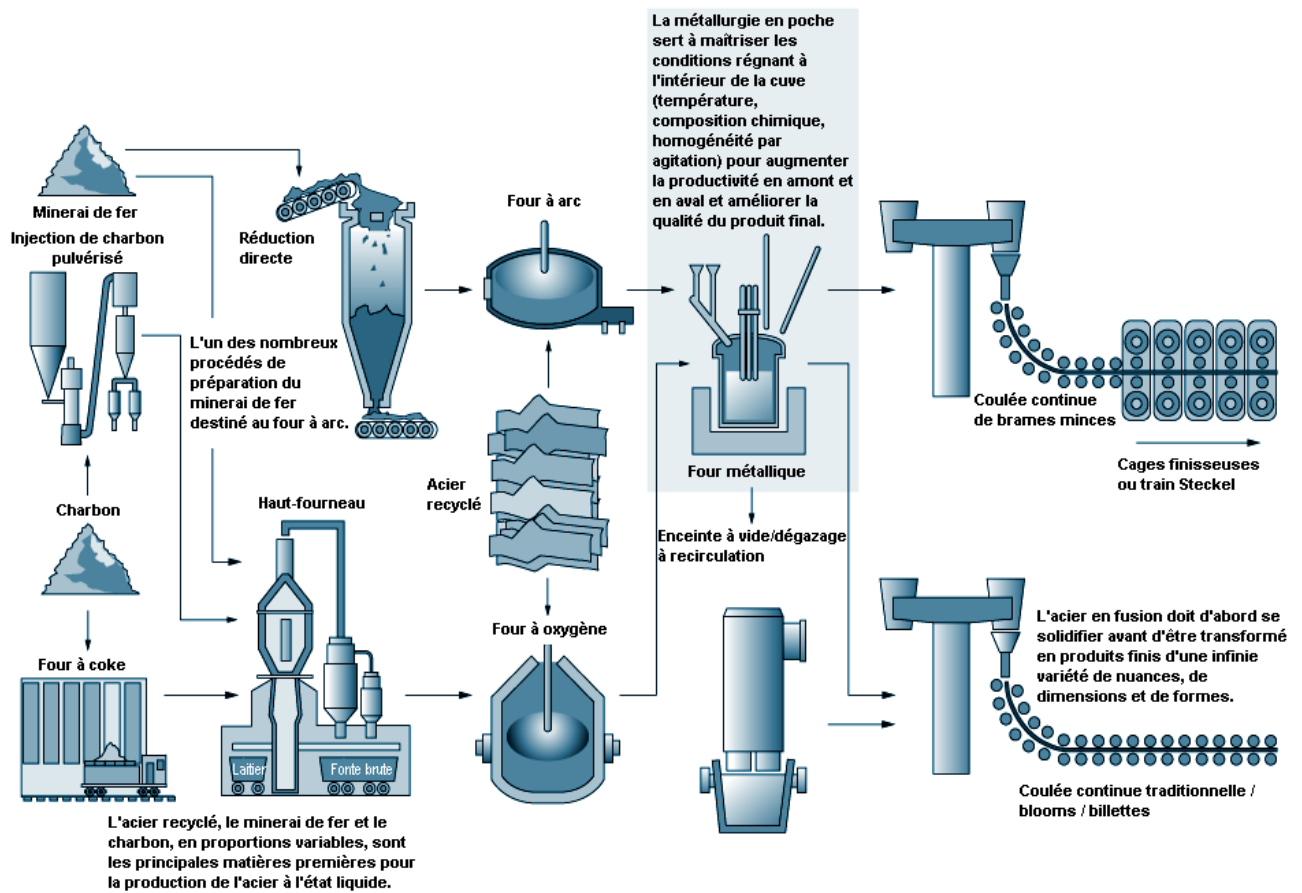 La métallurgie en poche
sert à maîtriser les
conditions régnant à
l'intérieur de la cuve
(température,
composition chimique,
homogénéité par
agitation) pour augmenter
la productivité en amont et
en aval et améliorer la
qualité du produit final.
Minerai de fer
Injection de charbon
pulvérisé
Réduction
directe
Four à arc
L'un des nombreux
procédés de
préparation du
minerai de fer
destiné au four à arc.
Coulée continue
de brames minces
Four métallique
Cages finisseuses
ou train Steckel
Acier
recyclé
Charbon
Haut-fourneau
Enceinte à vide/dégazage
à recirculation
Four à coke
Four à oxygène
L'acier en fusion doit d'abord se
solidifier avant d'être transformé
en produits finis d'une infinie
variété de nuances, de
dimensions et de formes.
Laitier
Fonte brute
Coulée continue traditionnelle /
blooms / billettes
L'acier recyclé, le minerai de fer et le
charbon, en proportions variables, sont
les principales matières premières pour
la production de l'acier à l'état liquide.